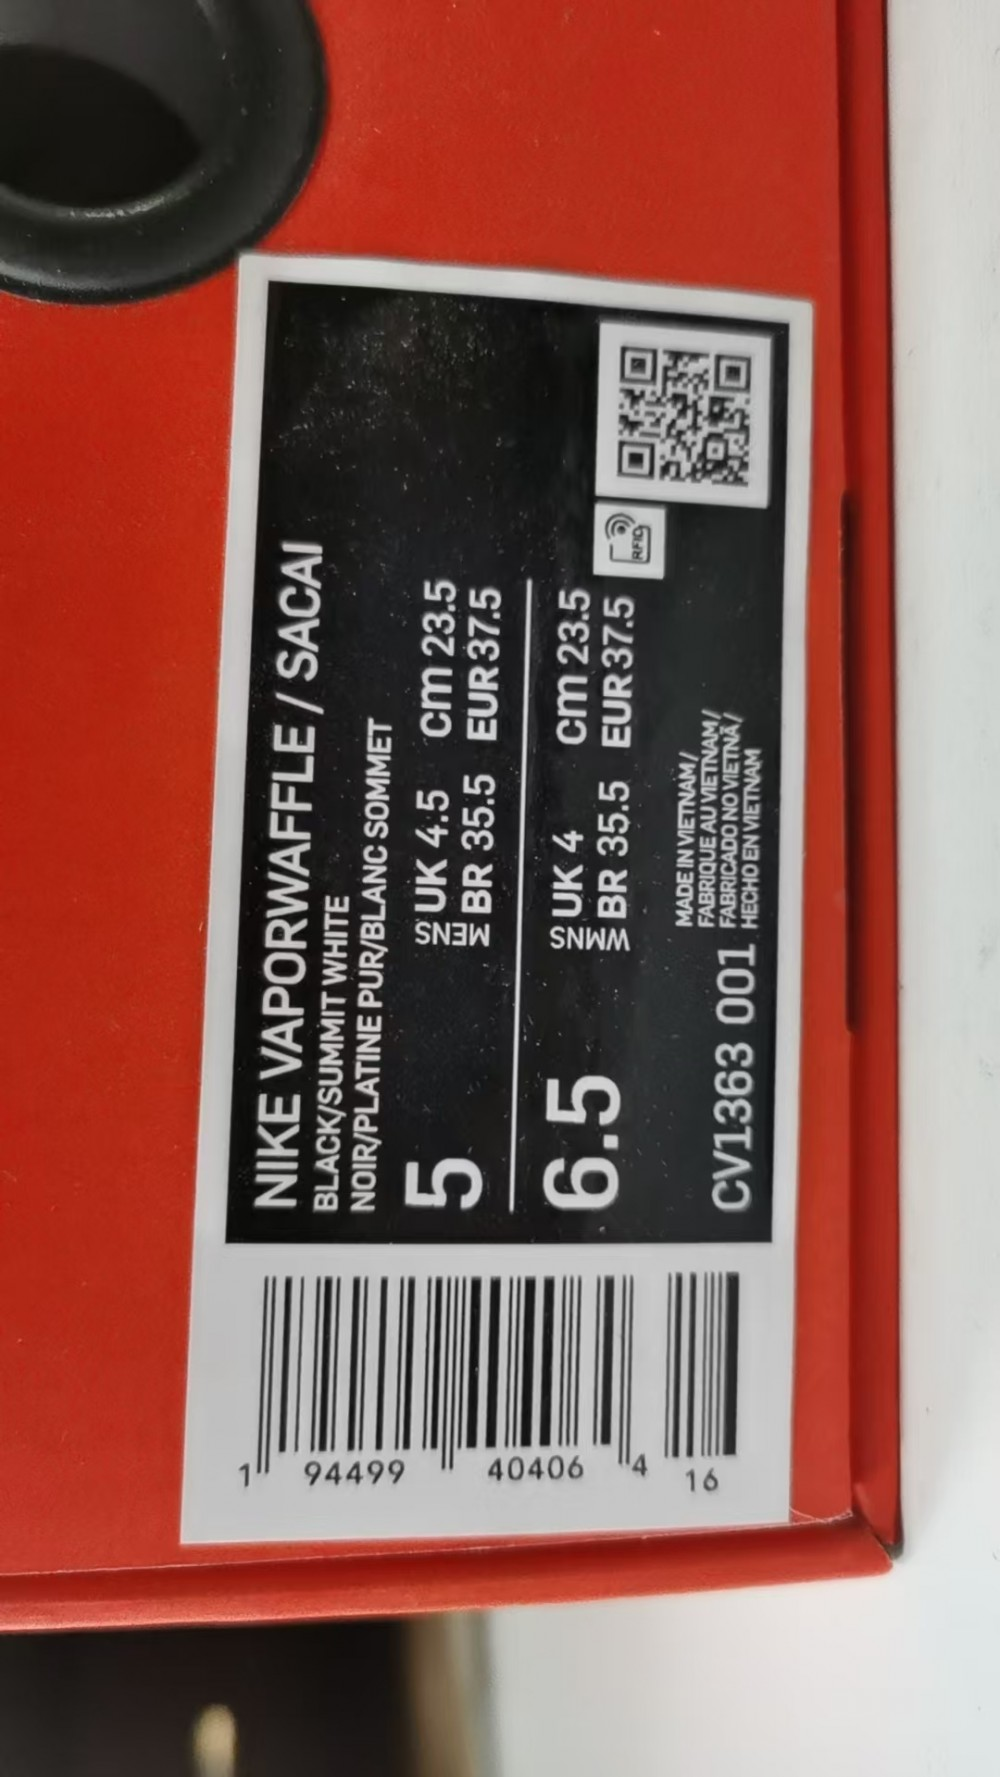 NIKE VAPORWAFFLE / SACAI
BLACK/SUMMIT WHITE
NOIR/PLATINE PUR/BLANC SOMMET
5 MENS UK 4.5 cm 23.5
BR 35.5 EUR 37.5
6.5 WMNS UK 4 cm 23.5
BR 35.5 EUR 37.5
RFID
MADE IN VIETNAM/
FABRIQUE AU VIETNAM/
FABRICADO NO VIETNÃ/
HECHO EN VIETNAM
CV1363 001
1 94499 40406 4 16